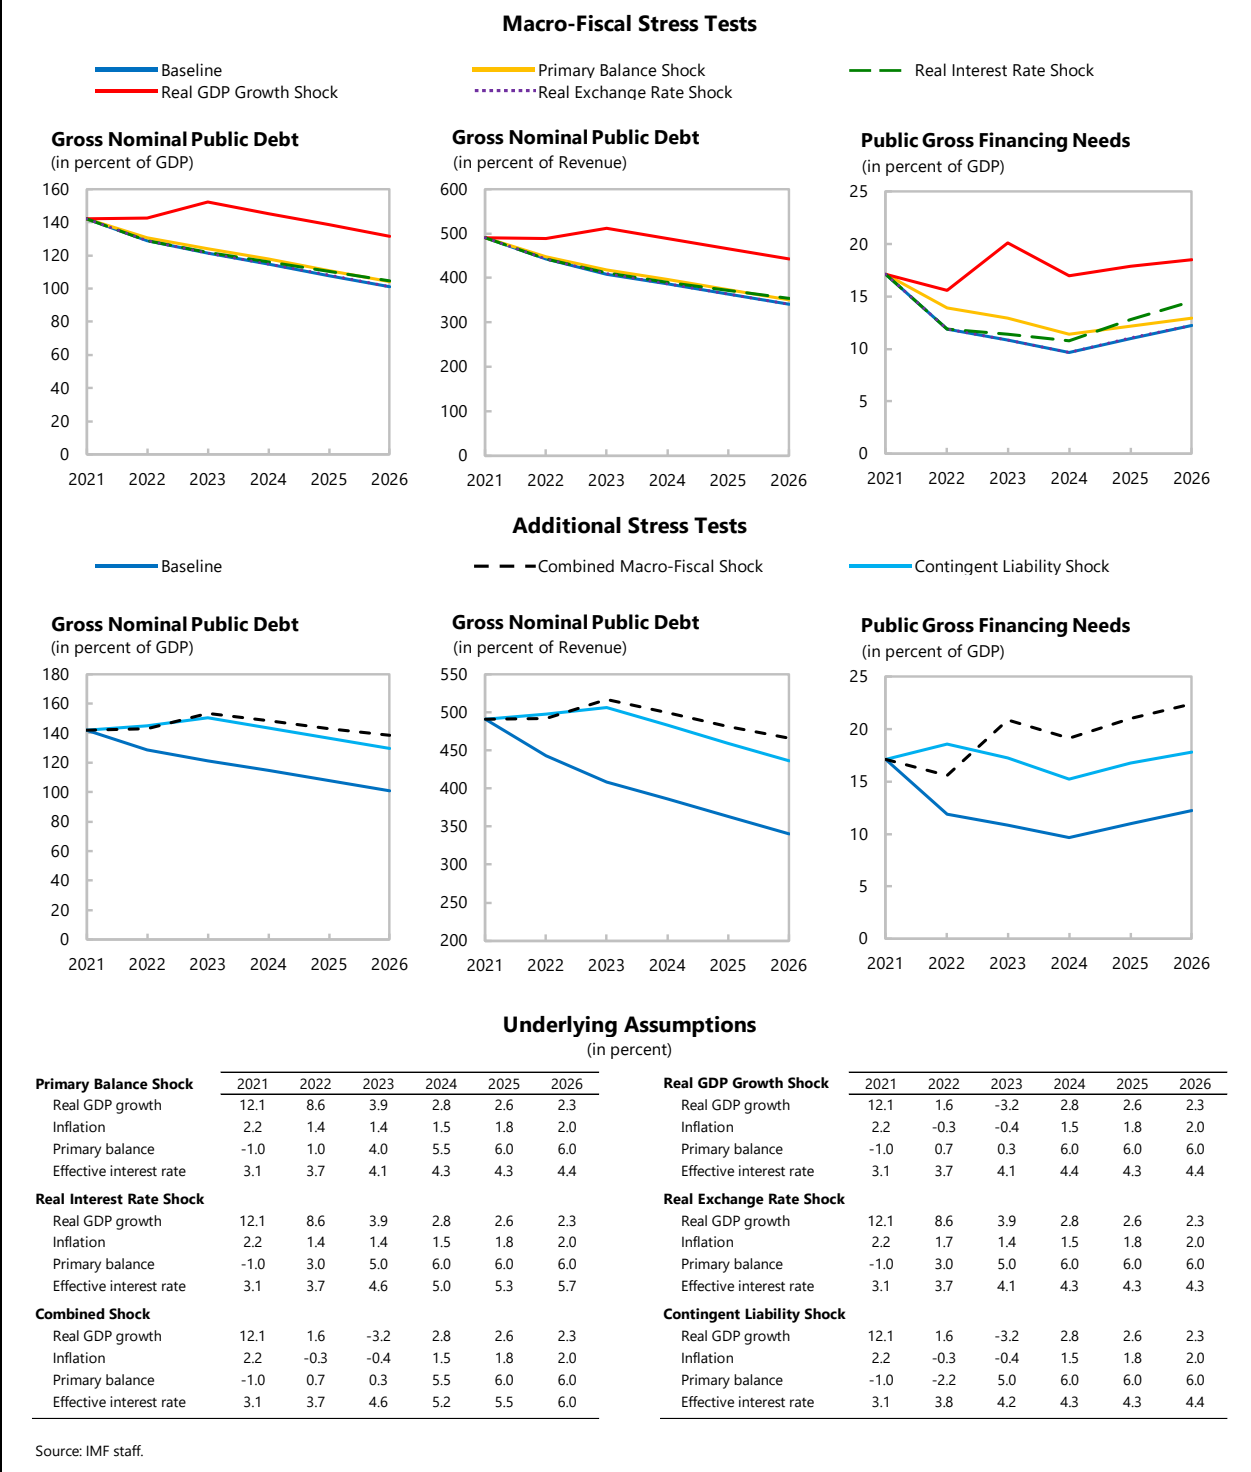 Macro-Fiscal Stress Tests
Baseline Primary Balance Shock Real Interest Rate Shock
Real GDP Growth Shock Real Exchange Rate Shock
Gross Nominal Public Debt
(in percent of GDP)
160
140
120
100
80
60
40
20
0
2021 2022 2023 2024 2025 2026
Gross Nominal Public Debt
(in percent of Revenue)
600
500
400
300
200
100
0
2021 2022 2023 2024 2025 2026
Public Gross Financing Needs
(in percent of GDP)
25
20
15
10
5
0
2021 2022 2023 2024 2025 2026
Additional Stress Tests
Baseline Combined Macro-Fiscal Shock Contingent Liability Shock
Gross Nominal Public Debt
(in percent of GDP)
180
160
140
120
100
80
60
40
20
0
2021 2022 2023 2024 2025 2026
Gross Nominal Public Debt
(in percent of Revenue)
550
500
450
400
350
300
250
200
2021 2022 2023 2024 2025 2026
Public Gross Financing Needs
(in percent of GDP)
25
20
15
10
5
0
2021 2022 2023 2024 2025 2026
Underlying Assumptions
(in percent)
Primary Balance Shock 2021 2022 2023 2024 2025 2026
Real GDP growth 12.1 8.6 3.9 2.8 2.6 2.3
Inflation 2.2 1.4 1.4 1.5 1.8 2.0
Primary balance -1.0 1.0 4.0 5.5 6.0 6.0
Effective interest rate 3.1 3.7 4.1 4.3 4.3 4.4
Real Interest Rate Shock
Real GDP growth 12.1 8.6 3.9 2.8 2.6 2.3
Inflation 2.2 1.4 1.4 1.5 1.8 2.0
Primary balance -1.0 3.0 5.0 6.0 6.0 6.0
Effective interest rate 3.1 3.7 4.6 5.0 5.3 5.7
Combined Shock
Real GDP growth 12.1 1.6 -3.2 2.8 2.6 2.3
Inflation 2.2 -0.3 -0.4 1.5 1.8 2.0
Primary balance -1.0 0.7 0.3 5.5 6.0 6.0
Effective interest rate 3.1 3.7 4.6 5.2 5.5 6.0
Real GDP Growth Shock 2021 2022 2023 2024 2025 2026
Real GDP growth 12.1 1.6 -3.2 2.8 2.6 2.3
Inflation 2.2 -0.3 -0.4 1.5 1.8 2.0
Primary balance -1.0 0.7 0.3 6.0 6.0 6.0
Effective interest rate 3.1 3.7 4.1 4.4 4.3 4.4
Real Exchange Rate Shock
Real GDP growth 12.1 8.6 3.9 2.8 2.6 2.3
Inflation 2.2 1.7 1.4 1.5 1.8 2.0
Primary balance -1.0 3.0 5.0 6.0 6.0 6.0
Effective interest rate 3.1 3.7 4.1 4.3 4.3 4.3
Contingent Liability Shock
Real GDP growth 12.1 1.6 -3.2 2.8 2.6 2.3
Inflation 2.2 -0.3 -0.4 1.5 1.8 2.0
Primary balance -1.0 -2.2 5.0 6.0 6.0 6.0
Effective interest rate 3.1 3.8 4.2 4.3 4.3 4.4
Source: IMF staff.